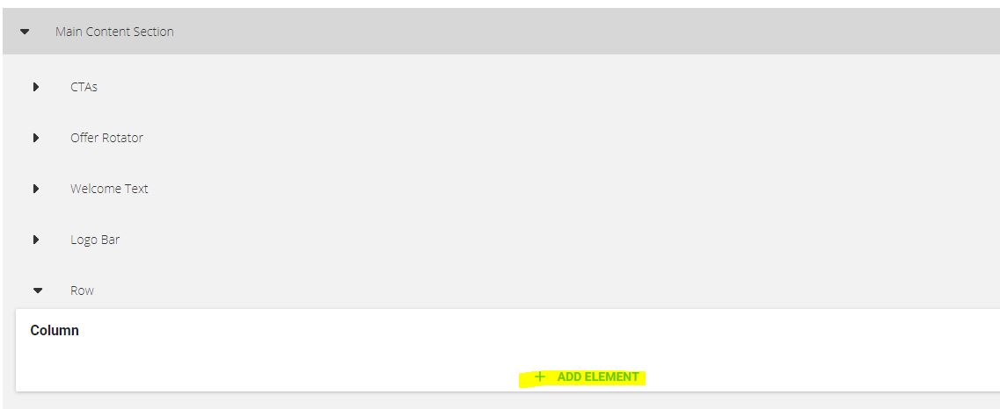 Main Content Section
CTAs
Offer Rotator
Welcome Text
Logo Bar
Row
Column
+ ADD ELEMENT